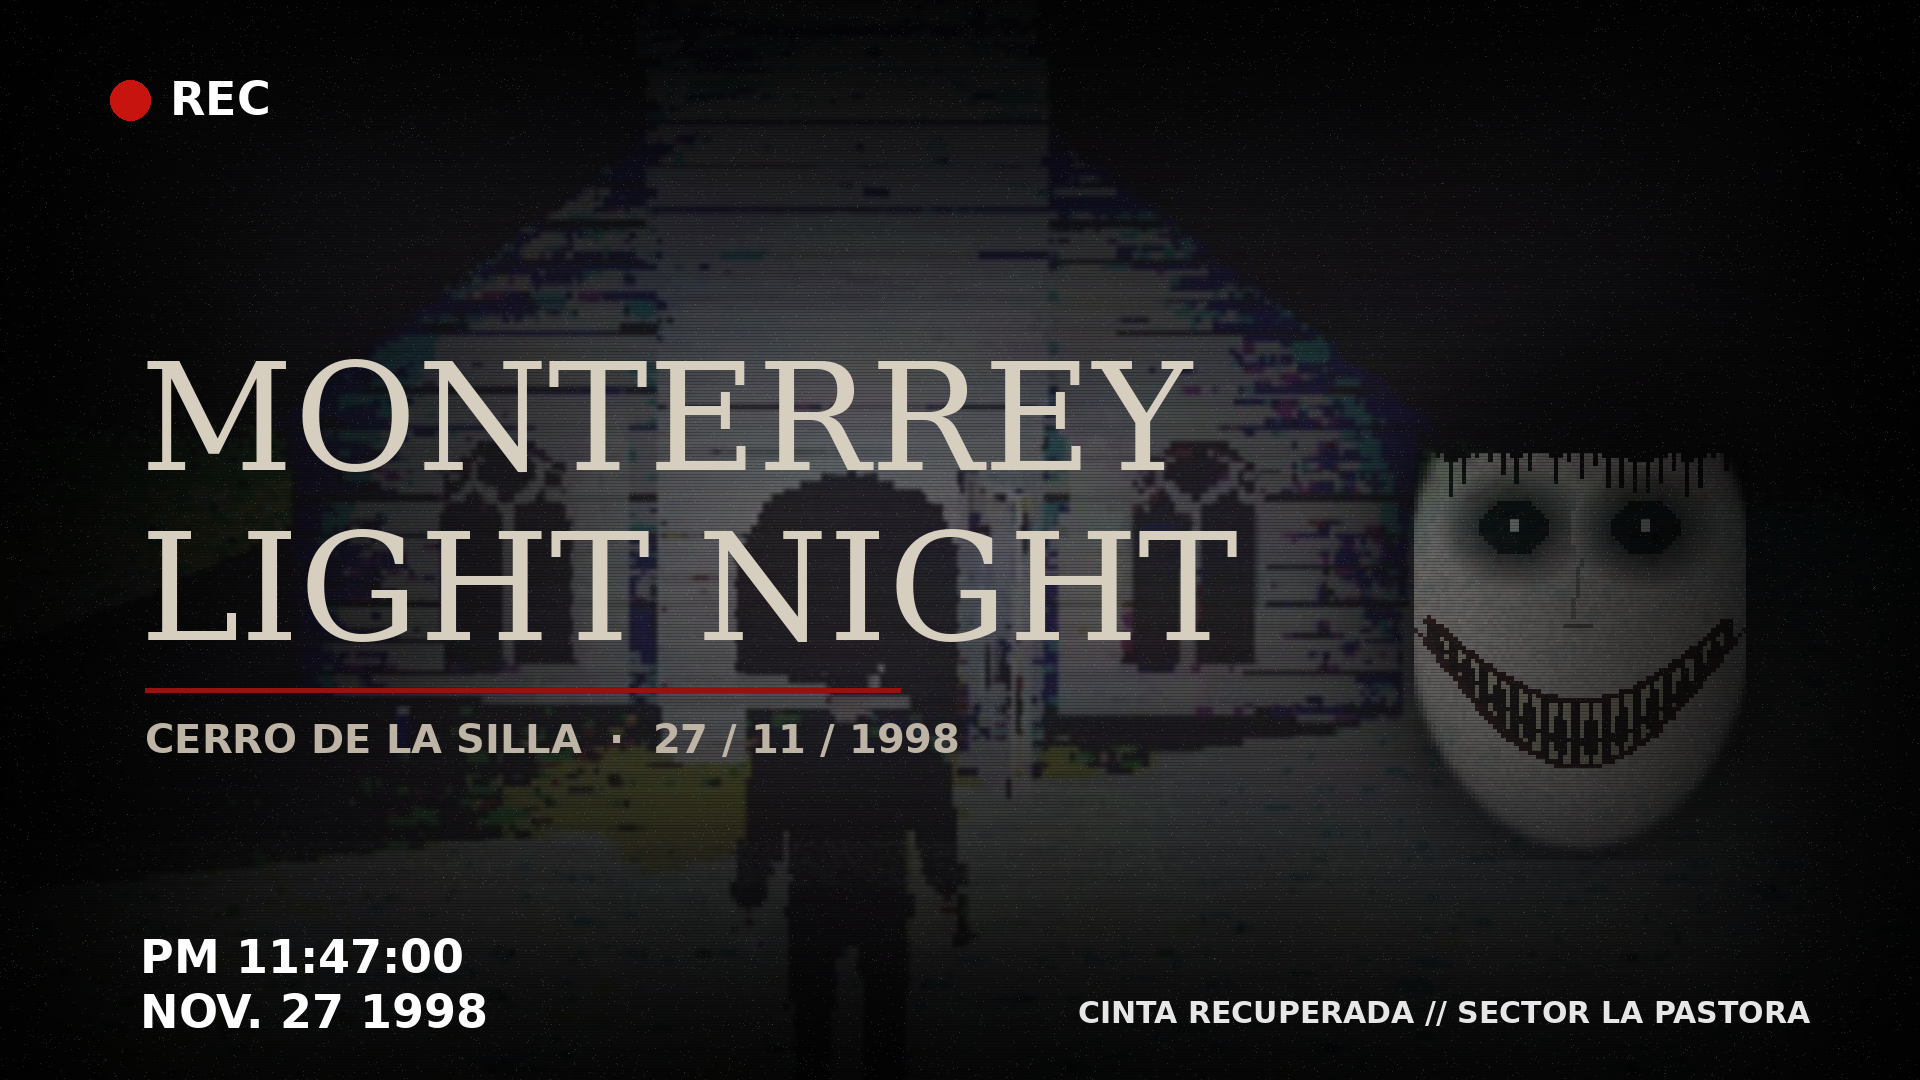 REC
MONTERREY
LIGHT NIGHT
CERRO DE LA SILLA · 27 / 11 / 1998
PM 11:47:00
NOV. 27 1998
CINTA RECUPERADA // SECTOR LA PASTORA